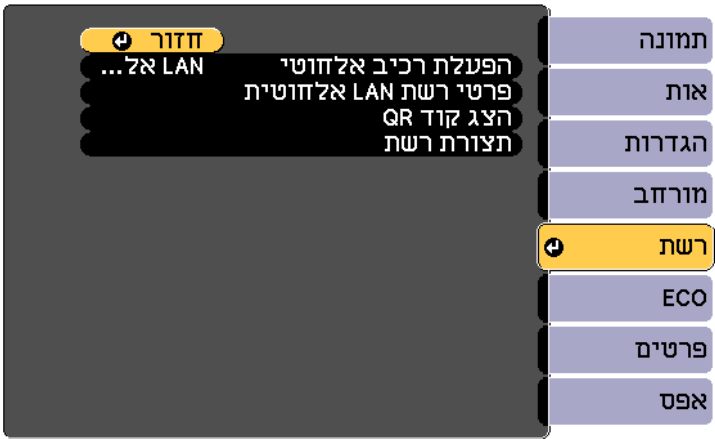 תמונה
אות
הגדרות
מורחב
רשת
ECO
פרטים
אפס
חזור
הפעלת רכיב אלחוטי LAN אל...
פרטי רשת LAN אלחוטית
הצג קוד QR
תצורת רשת